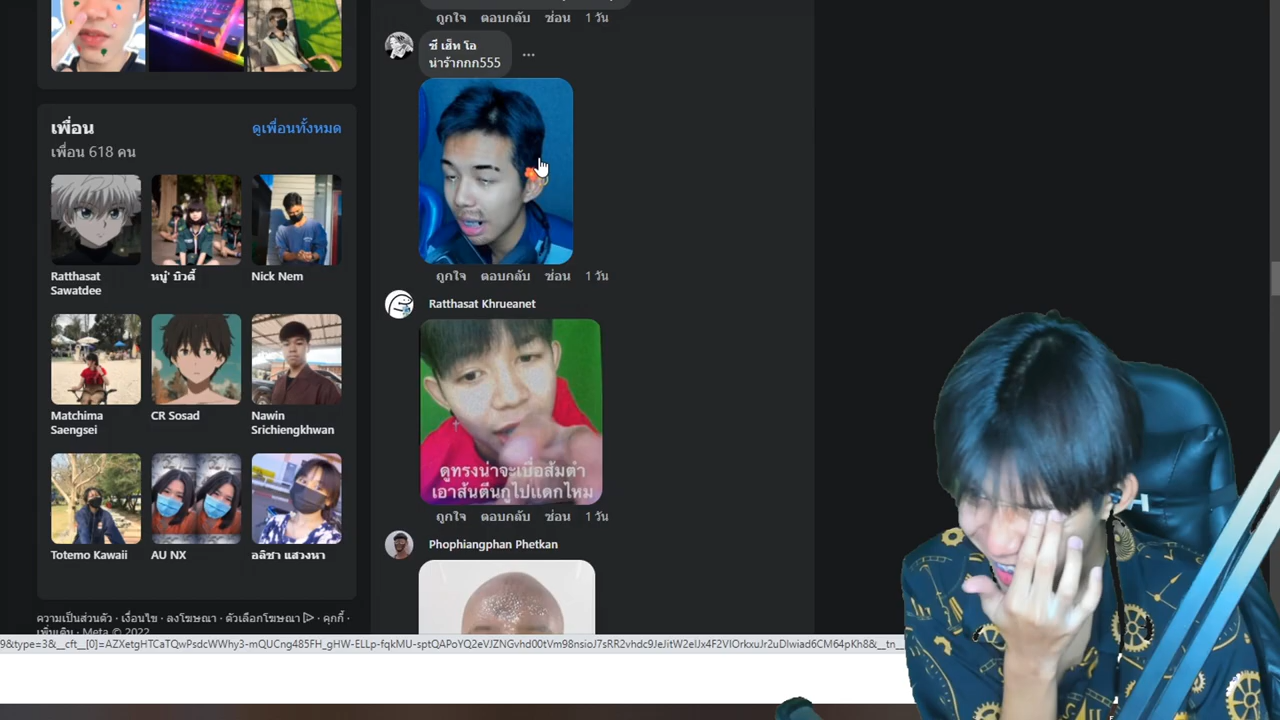 เพื่อน
ดูเพื่อนทั้งหมด
เพื่อน 618 คน
Ratthasat
Sawatdee
หนู' บิวตี้
Nick Nem
Matchima
Saengsei
CR Sosad
Nawin
Srichiengkhwan
Totemo Kawaii
AU NX
อลิชา แสวงหา
ความเป็นส่วนตัว · เงื่อนไข · ลงโฆษณา · ตัวเลือกโฆษณา · คุกกี้ ·
เพิ่มเติม · Meta © 2022
ถูกใจ ตอบกลับ ซ่อน 1 วัน
ซี เฮ็ท โอ
น่าร้ากกก555
ถูกใจ ตอบกลับ ซ่อน 1 วัน
Ratthasat Khrueanet
ดูทรงน่าจะเบื่อส้มตำ
เอาส้นตีนกูไปแดกไหม
ถูกใจ ตอบกลับ ซ่อน 1 วัน
Phophiangphan Phetkan